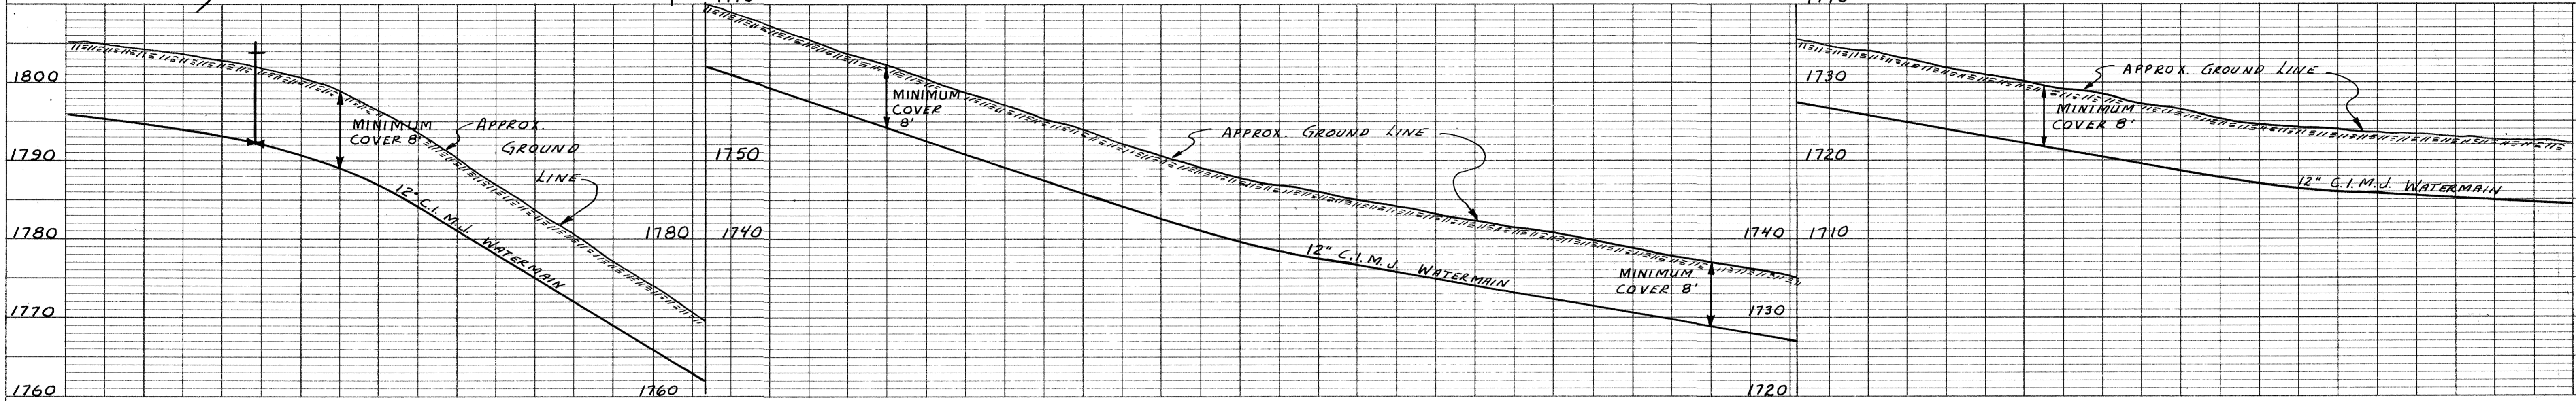 1800
1790
1780
1770
1760
MINIMUM
COVER 8'
APPROX.
GROUND
LINE
12" C.I.M.J. WATERMAIN
1780
1760
1750
1740
MINIMUM
COVER
8'
APPROX. GROUND LINE
12" C.I.M.J. WATERMAIN
MINIMUM
COVER 8'
1740
1730
1720
1730
1720
1710
APPROX. GROUND LINE
MINIMUM
COVER 8'
12" C.I.M.J. WATERMAIN